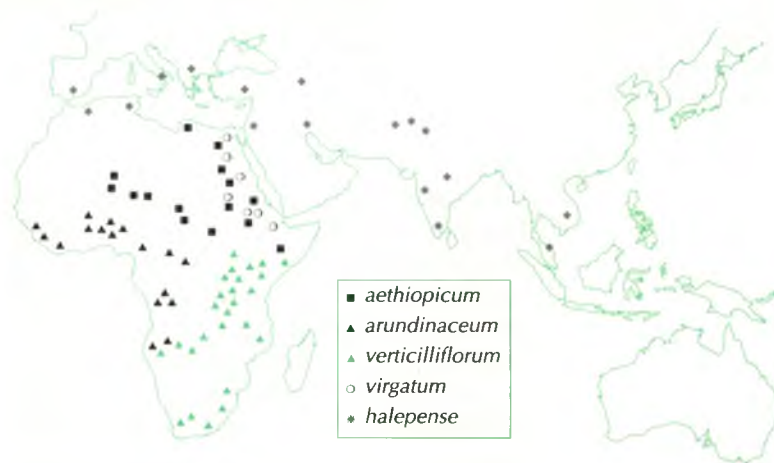 aethiopicum
arundinaceum
verticilliflorum
virgatum
halepense